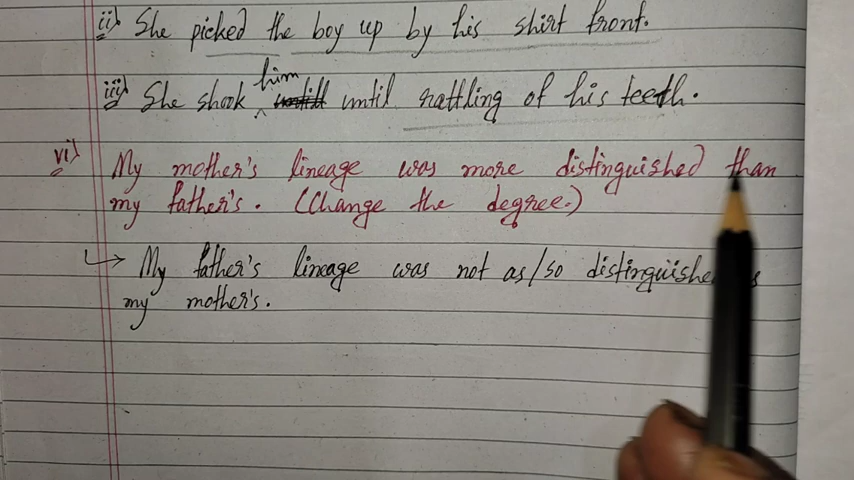 ii) She picked the boy up by his shirt front.
iii) She shook him until rattling of his teeth.
vi) My mother's lineage was more distinguished than
my father's. (Change the degree.)
↳ My father's lineage was not as/so distinguished
my mother's.